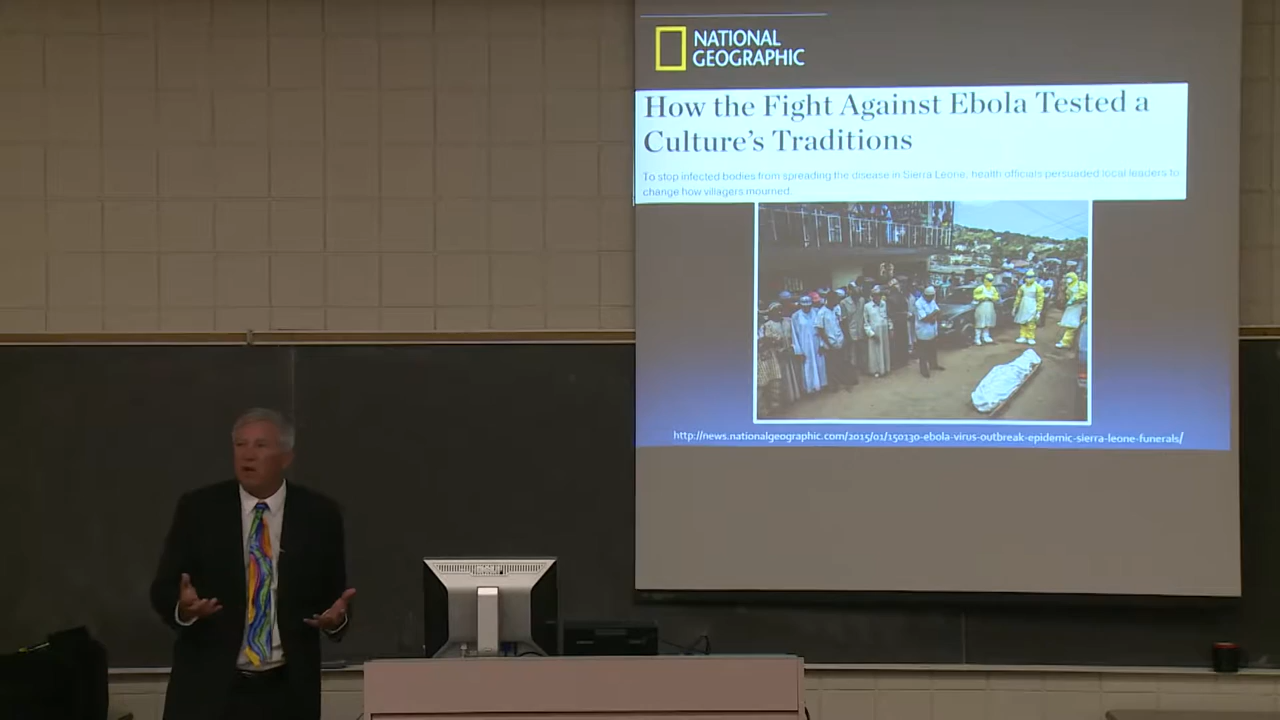 NATIONAL
GEOGRAPHIC
How the Fight Against Ebola Tested a
Culture's Traditions
To stop infected bodies from spreading the disease in Sierra Leone, health officials persuaded local leaders to
change how villagers mourned.
http://news.nationalgeographic.com/2015/01/150130-ebola-virus-outbreak-epidemic-sierra-leone-funerals/